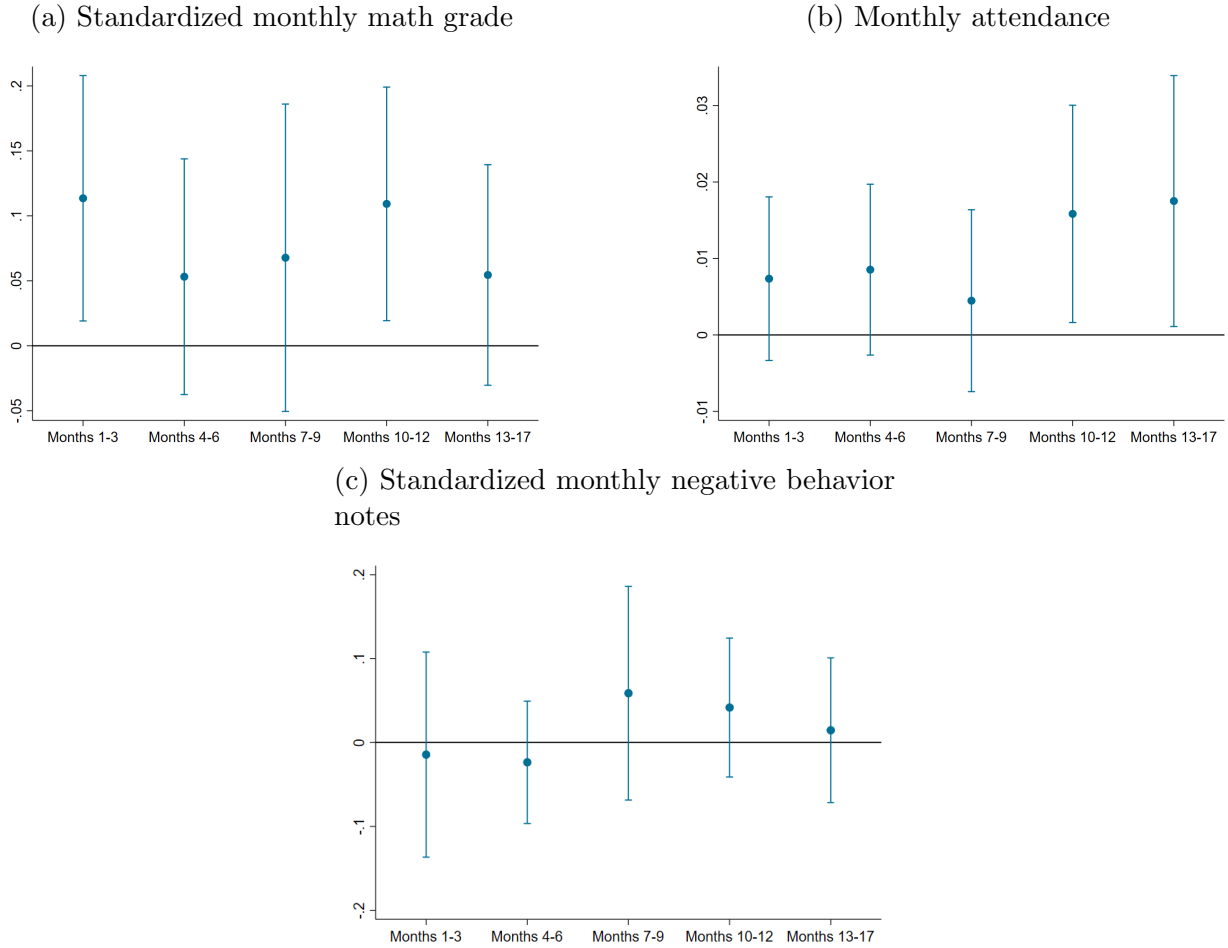 (a) Standardized monthly math grade
.2
.15
.1
.05
0
-.05
Months 1-3 Months 4-6 Months 7-9 Months 10-12 Months 13-17
(b) Monthly attendance
.03
.02
.01
0
-.01
Months 1-3 Months 4-6 Months 7-9 Months 10-12 Months 13-17
(c) Standardized monthly negative behavior
notes
.2
.1
0
-.1
-.2
Months 1-3 Months 4-6 Months 7-9 Months 10-12 Months 13-17